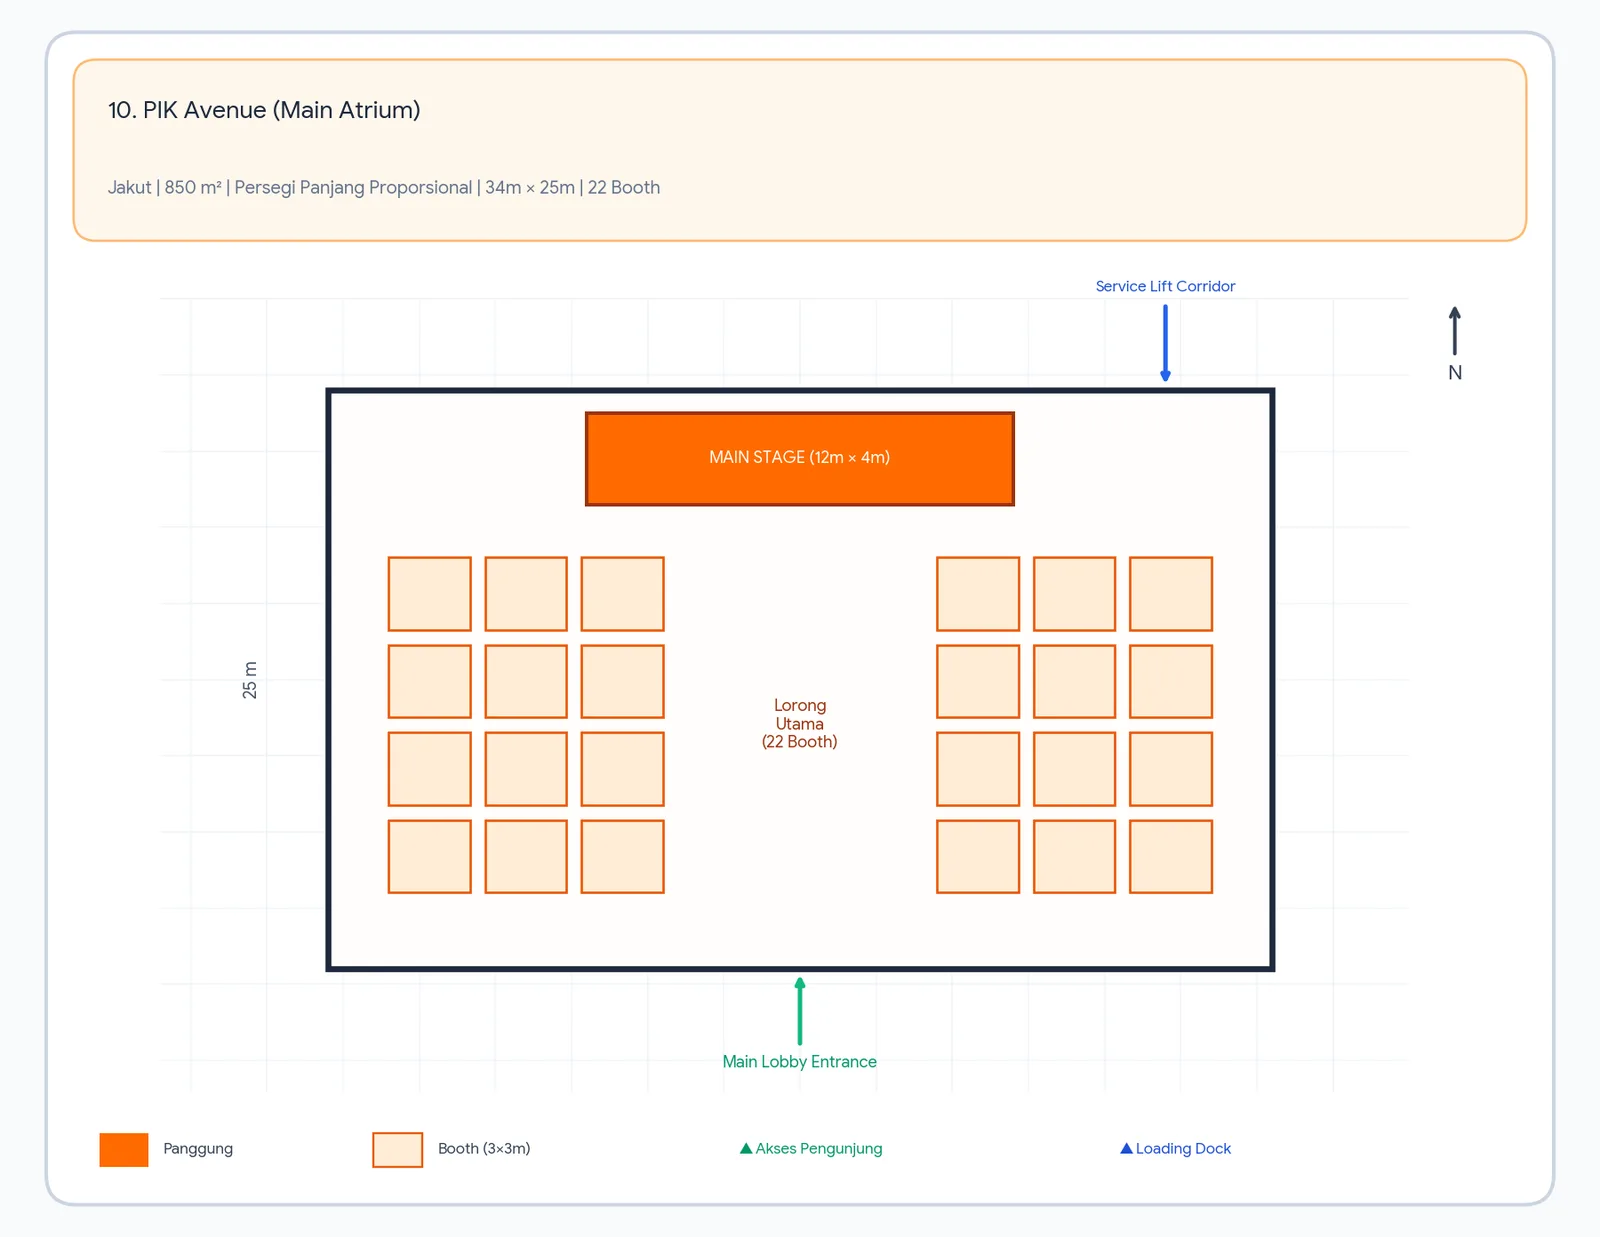 10. PIK Avenue (Main Atrium)
Jakut | 850 m² | Persegi Panjang Proporsional | 34m × 25m | 22 Booth
Service Lift Corridor
N
MAIN STAGE (12m × 4m)
25 m
Lorong
Utama
(22 Booth)
Main Lobby Entrance
Panggung
Booth (3×3m)
▲ Akses Pengunjung
▲ Loading Dock